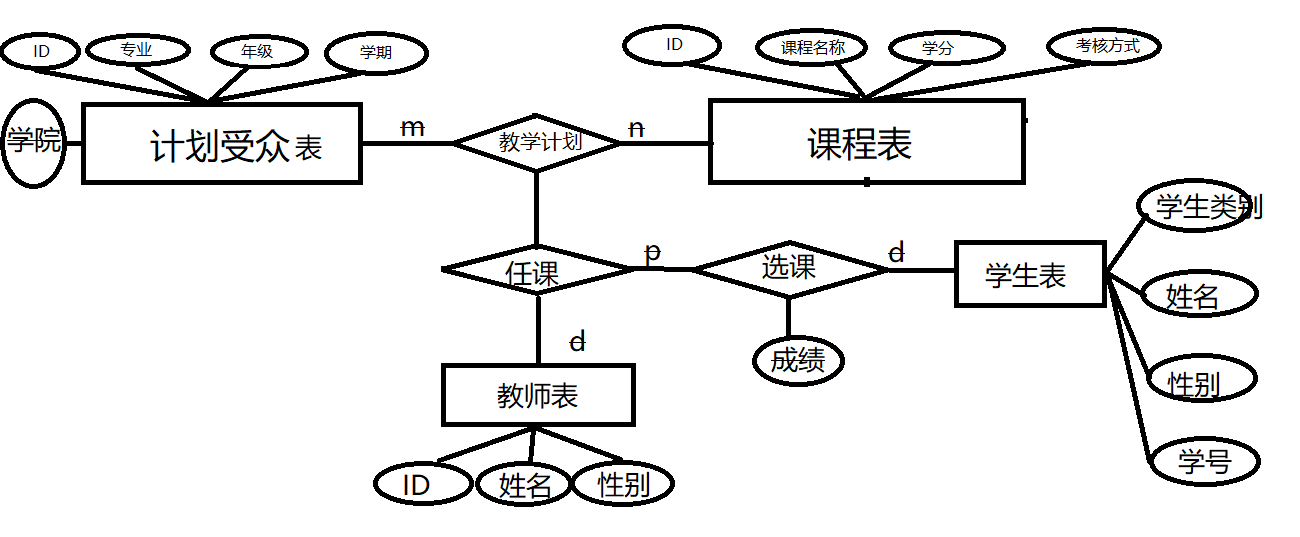 ID
专业
年级
学期
ID
课程名称
学分
考核方式
学院
计划受众表
m
教学计划
n
课程表
学生类别
任课
p
选课
d
学生表
姓名
d
成绩
性别
教师表
学号
ID
姓名
性别